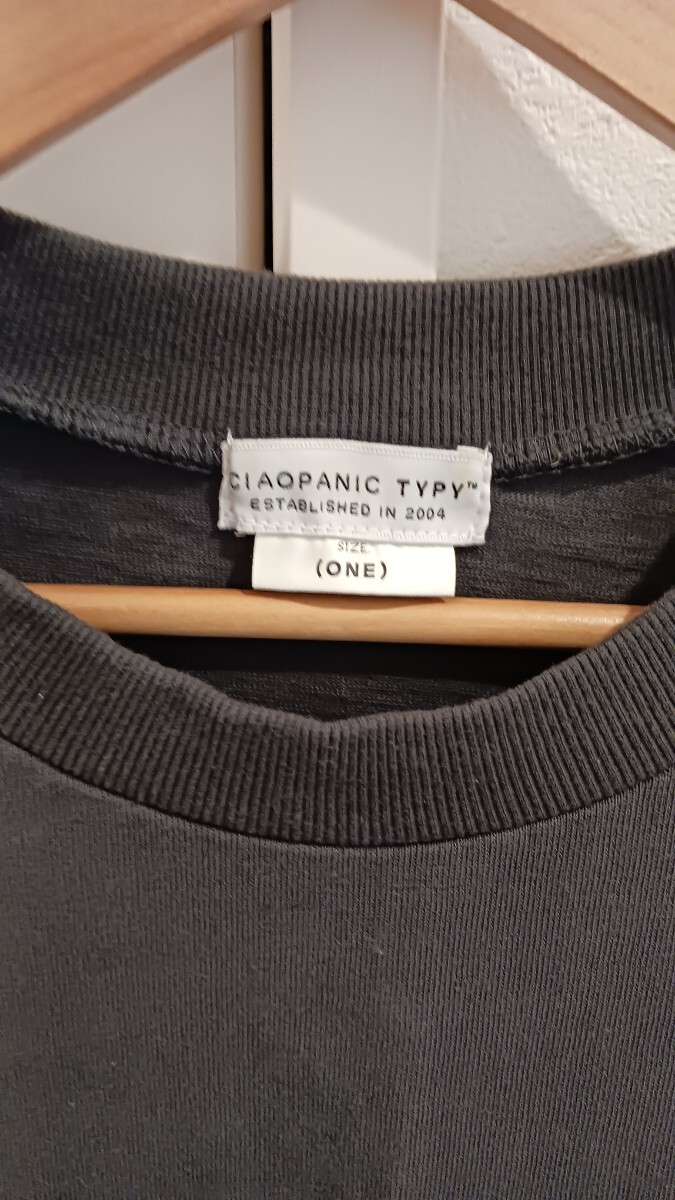 CIAOPANIC TYPY™
ESTABLISHED IN 2004
SIZE
(ONE)